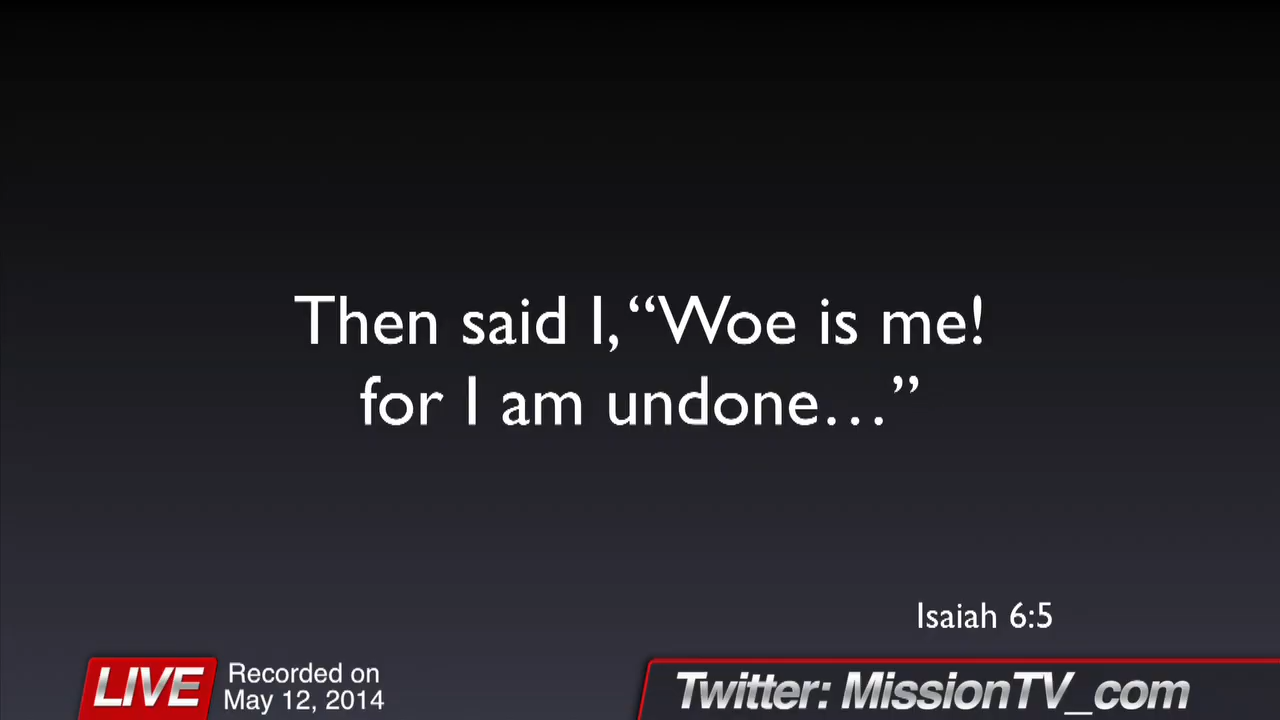 Then said I, “Woe is me!
for I am undone…”
Isaiah 6:5
LIVE
Recorded on
May 12, 2014
Twitter: MissionTV_com